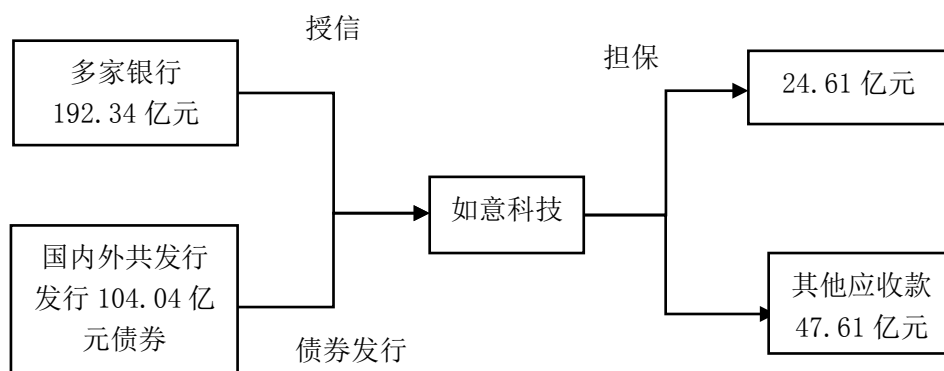 授信
多家银行
192.34 亿元
担保
24.61 亿元
如意科技
国内外共发行
发行 104.04 亿
元债券
债券发行
其他应收款
47.61 亿元